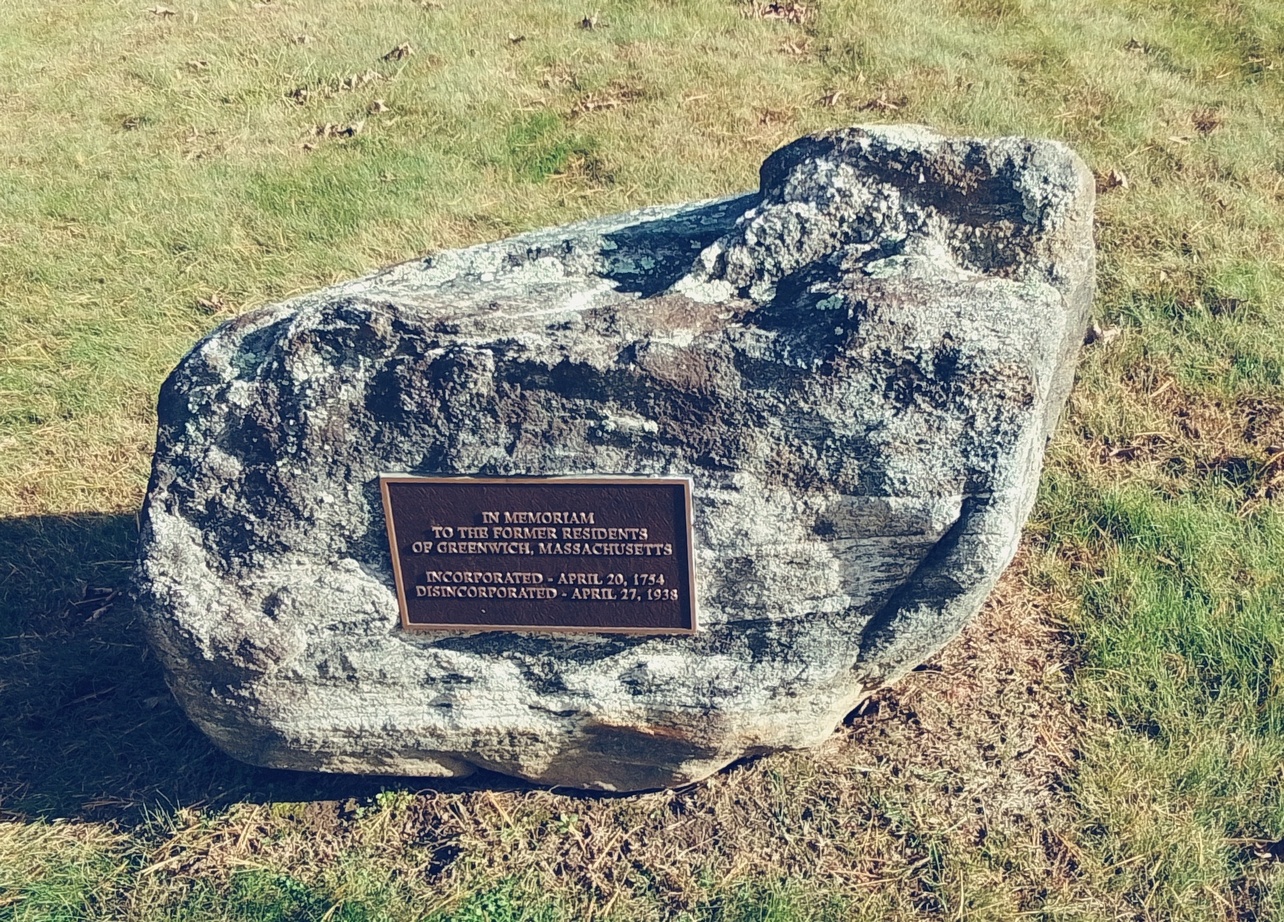 IN MEMORIAM
TO THE FORMER RESIDENTS
OF GREENWICH, MASSACHUSETTS
INCORPORATED - APRIL 20, 1754
DISINCORPORATED - APRIL 27, 1938